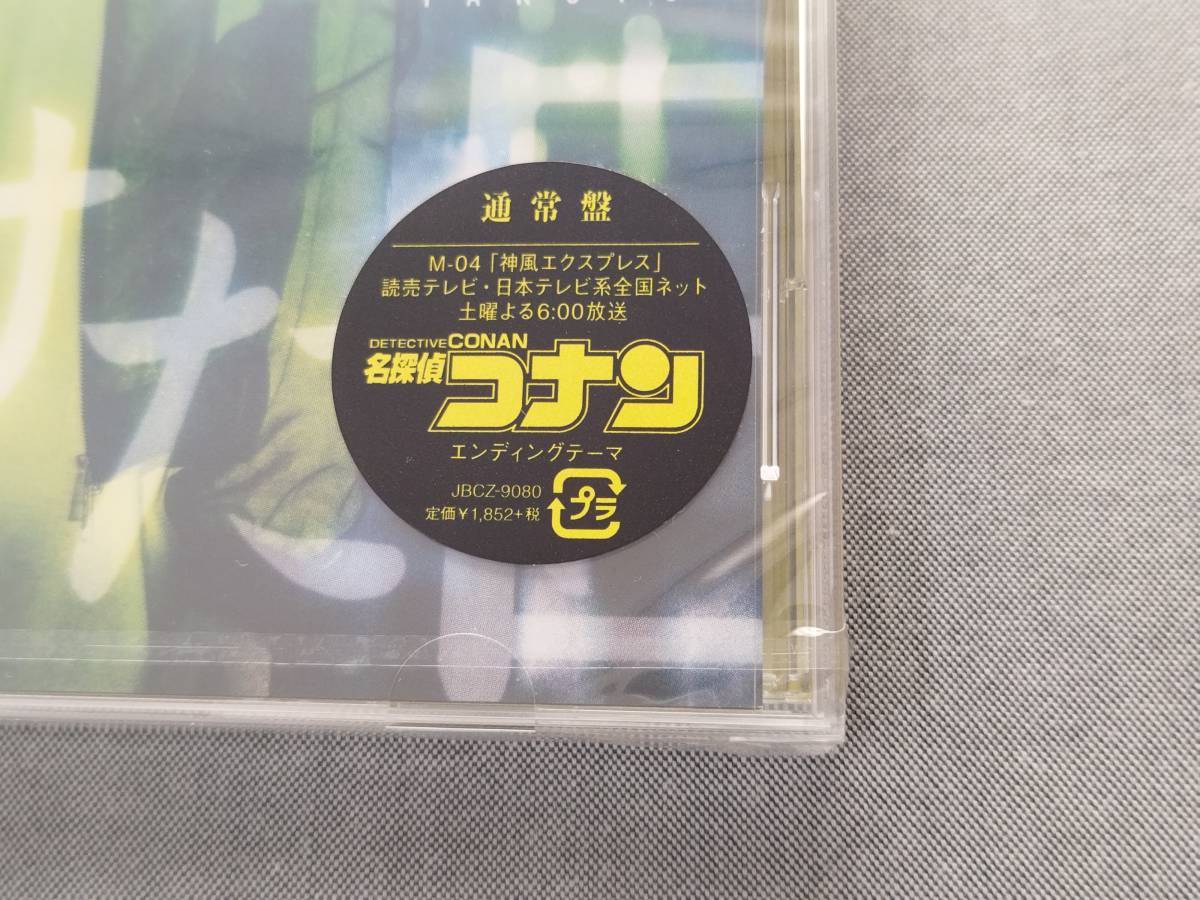 通常盤
M-04「神風エクスプレス」
読売テレビ・日本テレビ系全国ネット
土曜よる6:00放送
DETECTIVE CONAN
名探偵コナン
エンディングテーマ
JBCZ-9080
定価¥1,852+税
プラ